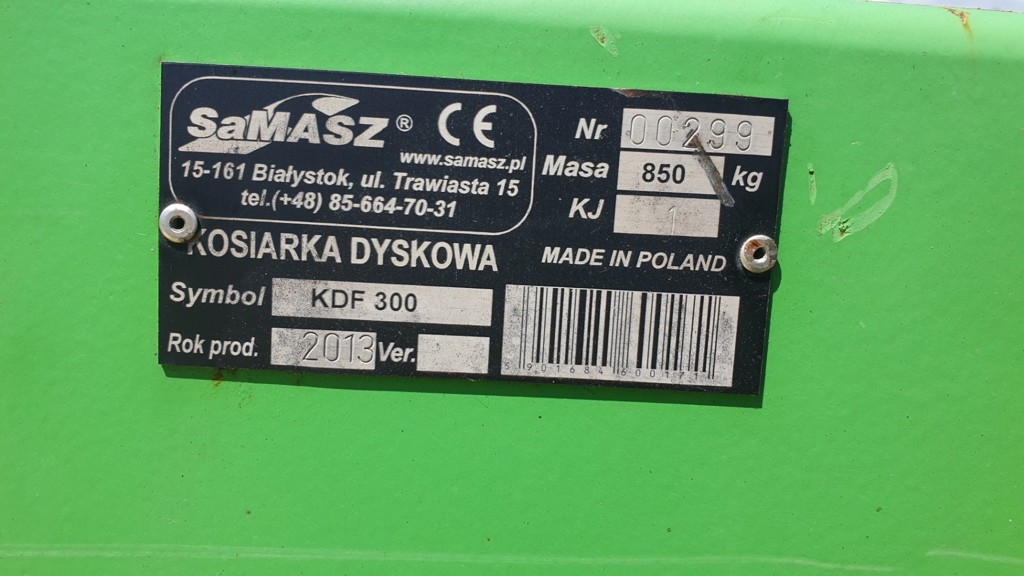 SaMASZ® CE
www.samasz.pl
15-161 Białystok, ul. Trawiasta 15
tel.(+48) 85-664-70-31
Nr 00299
Masa 850 kg
KJ 1
KOSIARKA DYSKOWA
MADE IN POLAND
Symbol KDF 300
Rok prod. 2013 Ver.